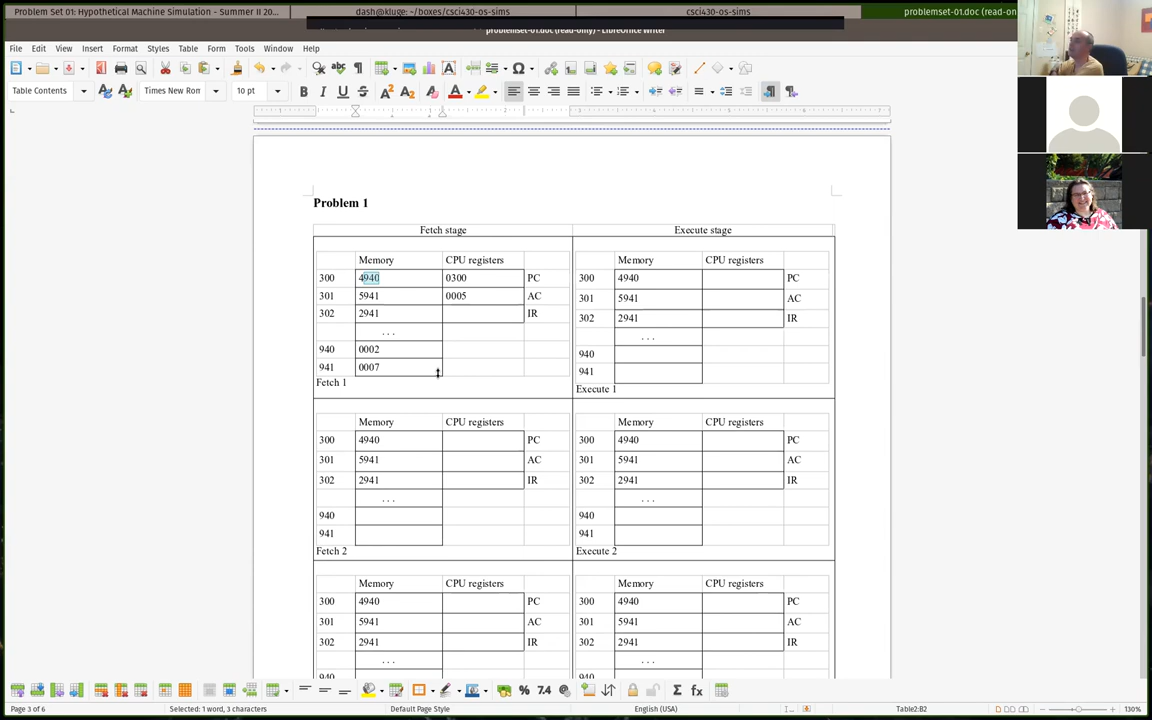 Problem Set 01: Hypothetical Machine Simulation - Summer II 20...
dash@kluge: ~/boxes/csci430-os-sims
csci430-os-sims
problemset-01.doc (read-on
problemset-01.doc (read-only) - LibreOffice Writer
File Edit View Insert Format Styles Table Form Tools Window Help
Table Contents Times New Rom 10 pt
Problem 1
Fetch stage Execute stage
Memory CPU registers Memory CPU registers
300 4940 0300 PC 300 4940 PC
301 5941 0005 AC 301 5941 AC
302 2941 IR 302 2941 IR
. . . . . .
940 0002 940
941 0007 941
Fetch 1 Execute 1
Memory CPU registers Memory CPU registers
300 4940 PC 300 4940 PC
301 5941 AC 301 5941 AC
302 2941 IR 302 2941 IR
. . . . . .
940 940
941 941
Fetch 2 Execute 2
Memory CPU registers Memory CPU registers
300 4940 PC 300 4940 PC
301 5941 AC 301 5941 AC
302 2941 IR 302 2941 IR
. . . . . .
940 940
Page 3 of 6 Selected: 1 word, 3 characters Default Page Style English (USA) Table2:B2 130%